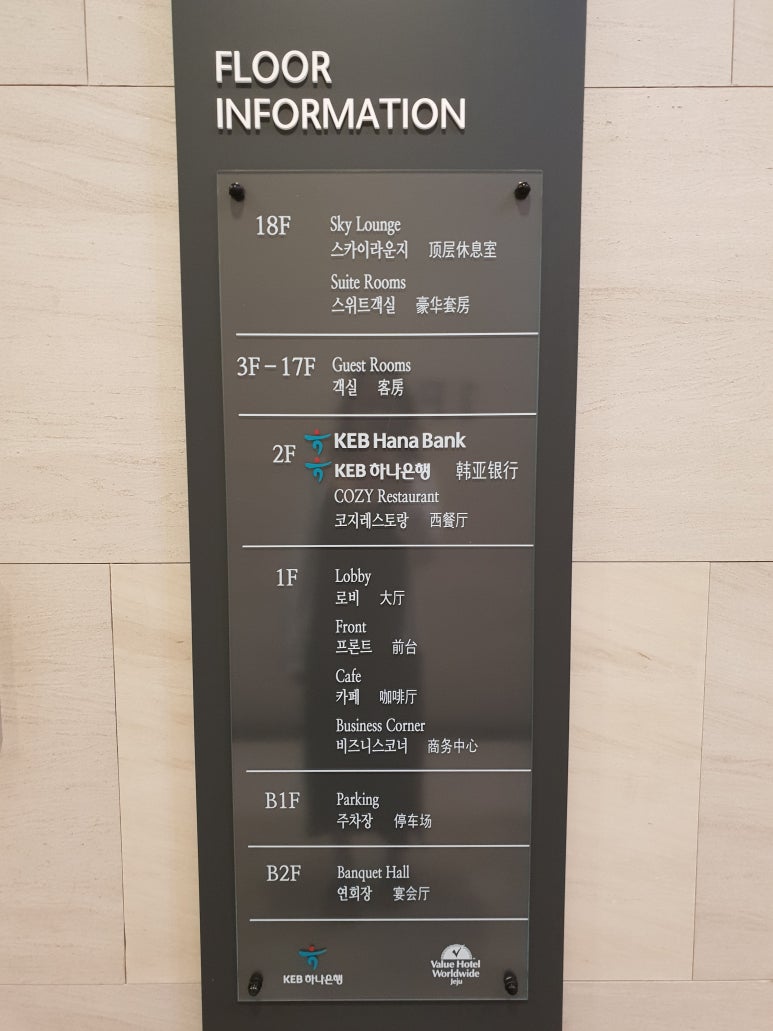 FLOOR
INFORMATION
18F Sky Lounge
스카이라운지 顶层休息室
Suite Rooms
스위트객실 豪华套房
3F-17F Guest Rooms
객실 客房
2F KEB Hana Bank
KEB 하나은행 韩亚银行
COZY Restaurant
코지레스토랑 西餐厅
1F Lobby
로비 大厅
Front
프론트 前台
Cafe
카페 咖啡厅
Business Corner
비즈니스코너 商务中心
B1F Parking
주차장 停车场
B2F Banquet Hall
연회장 宴会厅
KEB 하나은행
Value Hotel
Worldwide
Jeju